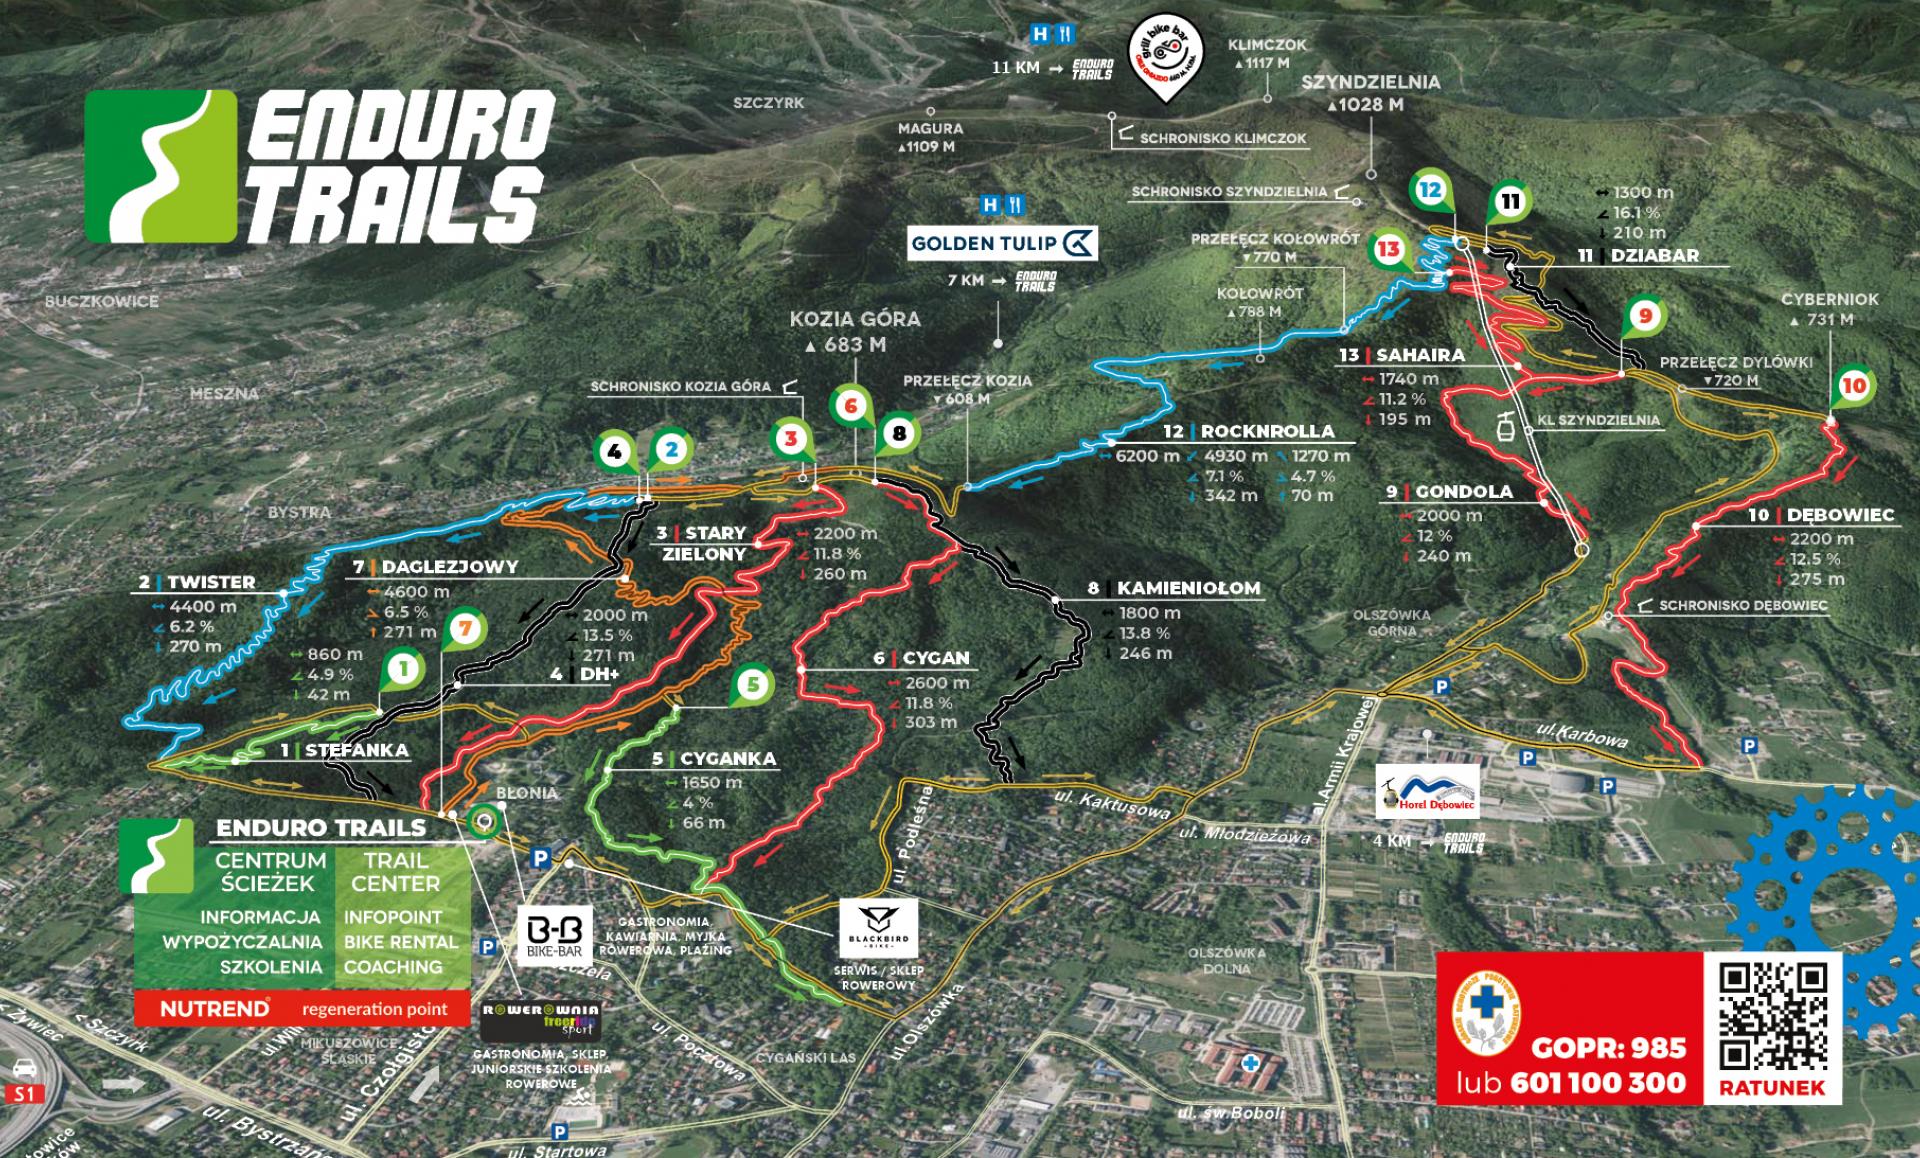 ENDURO
TRAILS
11 KM → ENDURO TRAILS
grill bike bar
KLIMCZOK
▲1117 M
SZYNDZIELNIA
▲1028 M
SZCZYRK
MAGURA
▲1109 M
SCHRONISKO KLIMCZOK
SCHRONISKO SZYNDZIELNIA
H
H
GOLDEN TULIP
7 KM → ENDURO TRAILS
PRZEŁĘCZ KOŁOWRÓT
▼770 M
KOŁOWRÓT
▲788 M
12
11
13
1300 m
16.1 %
210 m
11 | DZIABAR
CYBERNIOK
▲ 731 M
BUCZKOWICE
MESZNA
BYSTRA
KOZIA GÓRA
▲ 683 M
SCHRONISKO KOZIA GÓRA
PRZEŁĘCZ KOZIA
▼608 M
9
10
PRZEŁĘCZ DYLÓWKI
▼720 M
13 | SAHAIRA
1740 m
11.2 %
195 m
KL SZYNDZIELNIA
4
2
3
6
8
12 | ROCKNROLLA
6200 m 4930 m 1270 m
7.1 % 4.7 %
342 m 70 m
9 | GONDOLA
2000 m
12 %
240 m
10 | DĘBOWIEC
2200 m
12.5 %
275 m
SCHRONISKO DĘBOWIEC
3 | STARY
ZIELONY
2200 m
11.8 %
260 m
2 | TWISTER
4400 m
6.2 %
270 m
7 | DAGLEZJOWY
4600 m
6.5 %
271 m
7
2000 m
13.5 %
271 m
4 | DH+
860 m
4.9 %
42 m
1
1 | STEFANKA
8 | KAMIENIOŁOM
1800 m
13.8 %
246 m
6 | CYGAN
2600 m
11.8 %
303 m
5
5 | CYGANKA
1650 m
4 %
66 m
OLSZÓWKA
GÓRNA
P
P
P
P
ul.Karbowa
al.Armii Krajowej
ul. Kaktusowa
ul. Młodzieżowa
ul. Podleśna
Hotel Dębowiec
4 KM → ENDURO TRAILS
BŁONIA
P
ENDURO TRAILS
CENTRUM
ŚCIEŻEK
TRAIL
CENTER
INFORMACJA
WYPOŻYCZALNIA
SZKOLENIA
INFOPOINT
BIKE RENTAL
COACHING
NUTREND® regeneration point
B-B
BIKE-BAR
GASTRONOMIA,
KAWIARNIA, MYJKA
ROWEROWA, PLAŻING
BLACKBIRD
BIKE
SERWIS / SKLEP
ROWEROWY
P
ROWEROWNIA
freeride
sport
GASTRONOMIA, SKLEP,
JUNIORSKIE SZKOLENIA
ROWEROWE
OLSZÓWKA
DOLNA
ul.Olszówka
ul. Pocztowa
CYGAŃSKI LAS
MIKUSZOWICE
ŚLĄSKIE
< Żywiec
< Szczyrk
S1
ul. Bystrzańs
P
ul. Startowa
ul. św.Boboli
GOPR: 985
lub 601 100 300
RATUNEK